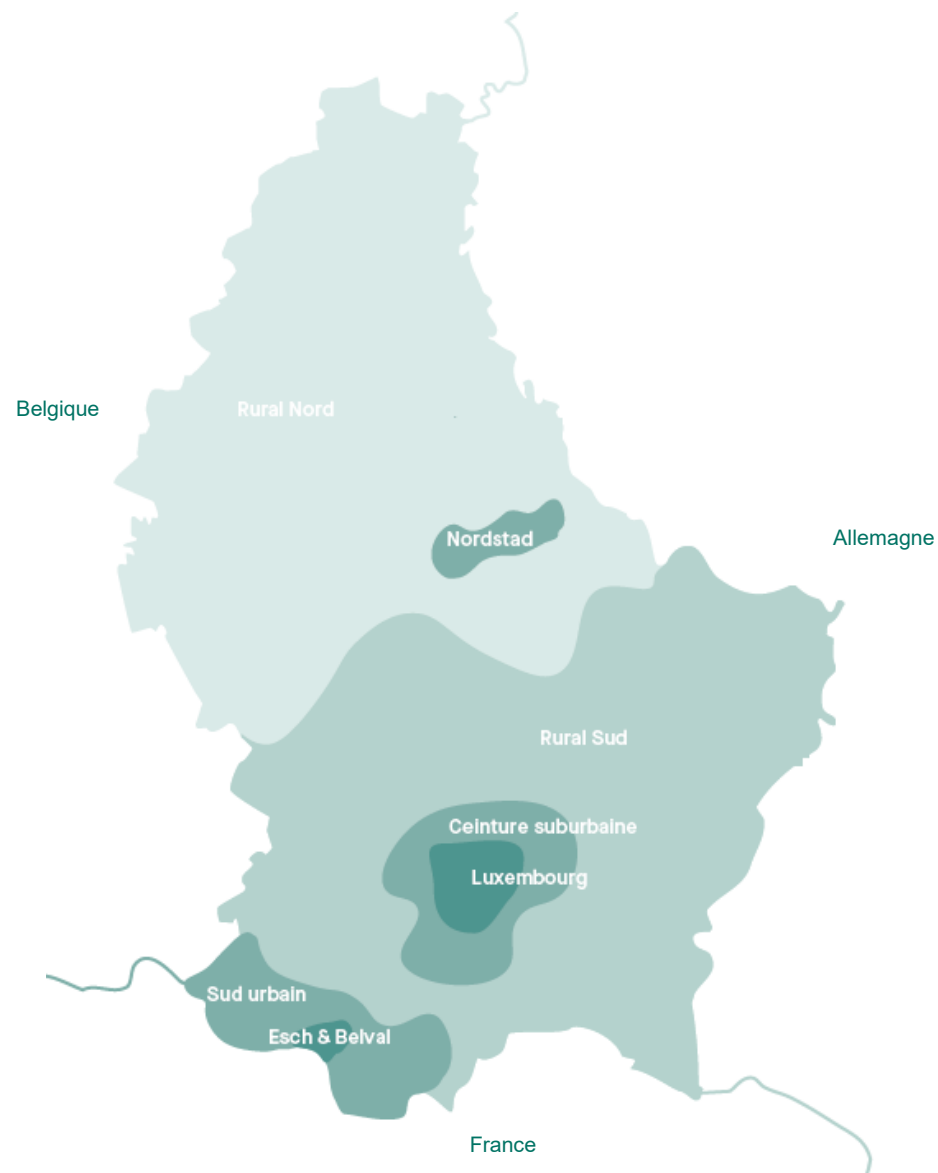 Belgique
Rural Nord
Nordstad
Allemagne
Rural Sud
Ceinture suburbaine
Luxembourg
Sud urbain
Esch & Belval
France